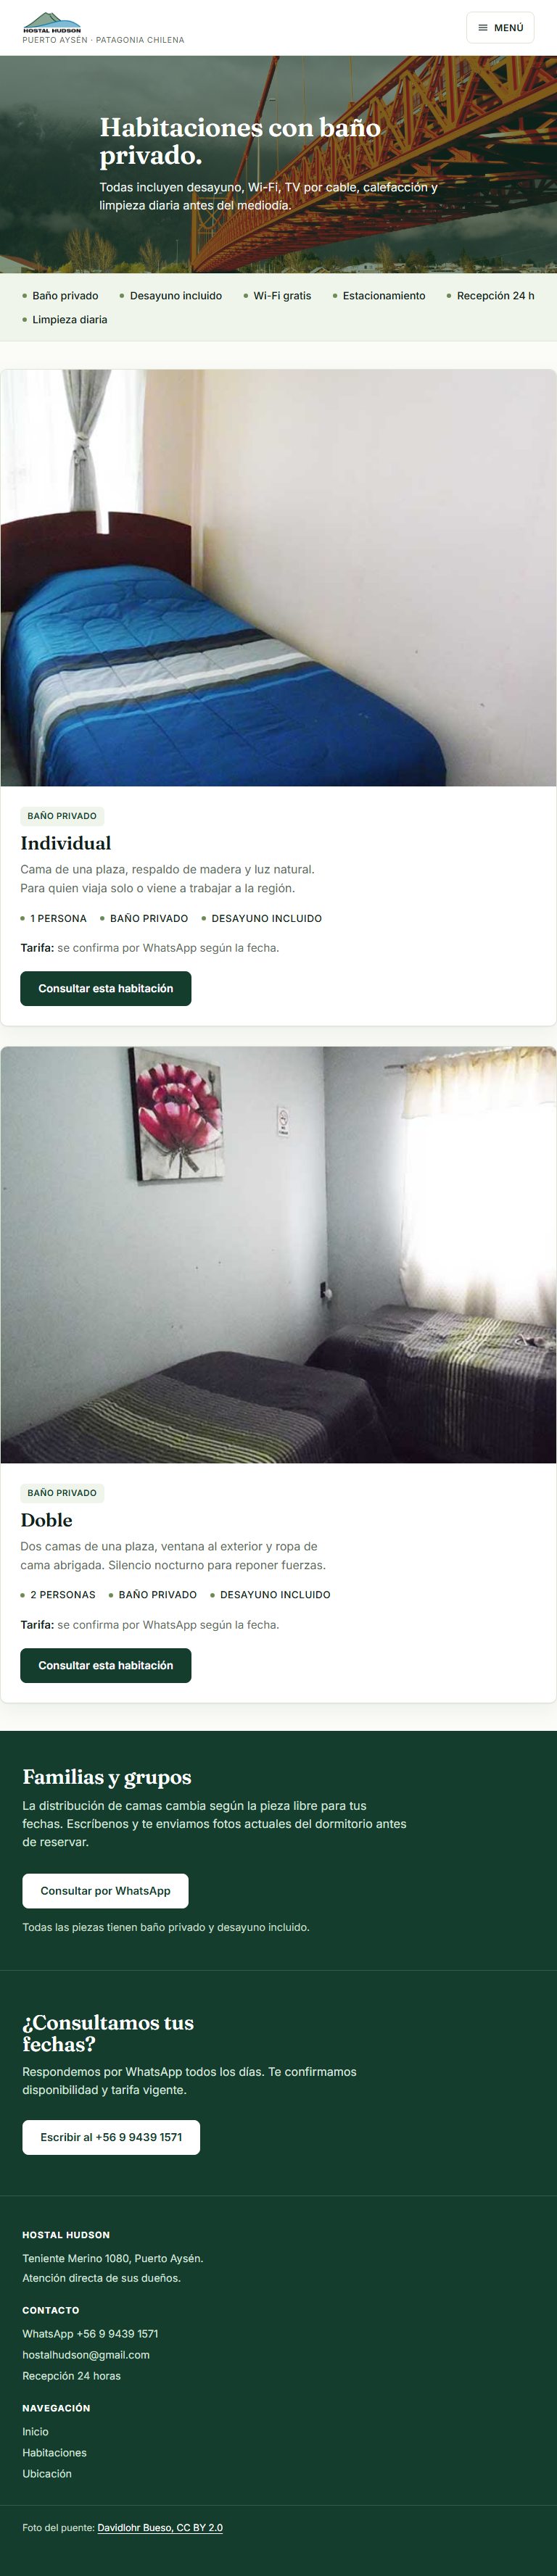 HOSTAL HUDSON
PUERTO AYSÉN · PATAGONIA CHILENA
MENÚ
Habitaciones con baño
privado.
Todas incluyen desayuno, Wi-Fi, TV por cable, calefacción y
limpieza diaria antes del mediodía.
Baño privado
Desayuno incluido
Wi-Fi gratis
Estacionamiento
Recepción 24 h
Limpieza diaria
BAÑO PRIVADO
Individual
Cama de una plaza, respaldo de madera y luz natural.
Para quien viaja solo o viene a trabajar a la región.
1 PERSONA
BAÑO PRIVADO
DESAYUNO INCLUIDO
Tarifa: se confirma por WhatsApp según la fecha.
Consultar esta habitación
BAÑO PRIVADO
Doble
Dos camas de una plaza, ventana al exterior y ropa de
cama abrigada. Silencio nocturno para reponer fuerzas.
2 PERSONAS
BAÑO PRIVADO
DESAYUNO INCLUIDO
Tarifa: se confirma por WhatsApp según la fecha.
Consultar esta habitación
Familias y grupos
La distribución de camas cambia según la pieza libre para tus
fechas. Escríbenos y te enviamos fotos actuales del dormitorio antes
de reservar.
Consultar por WhatsApp
Todas las piezas tienen baño privado y desayuno incluido.
¿Consultamos tus
fechas?
Respondemos por WhatsApp todos los días. Te confirmamos
disponibilidad y tarifa vigente.
Escribir al +56 9 9439 1571
HOSTAL HUDSON
Teniente Merino 1080, Puerto Aysén.
Atención directa de sus dueños.
CONTACTO
WhatsApp +56 9 9439 1571
hostalhudson@gmail.com
Recepción 24 horas
NAVEGACIÓN
Inicio
Habitaciones
Ubicación
Foto del puente: Davidlohr Bueso, CC BY 2.0